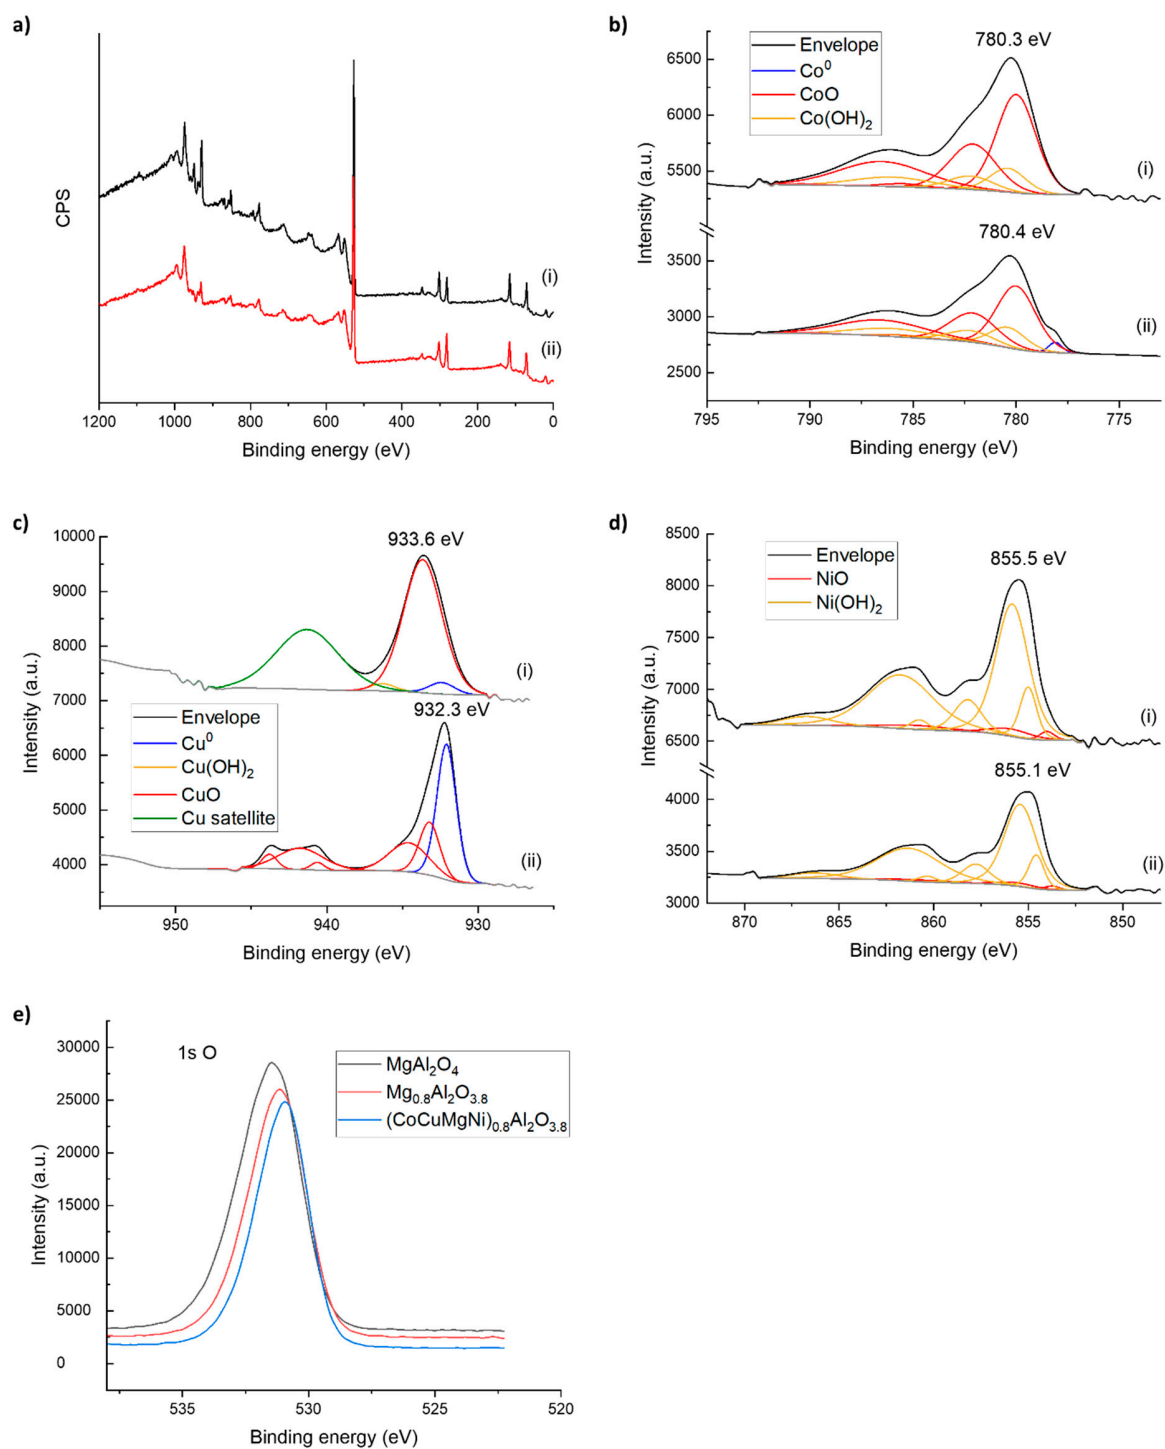 a)
CPS
(i)
(ii)
1200 1000 800 600 400 200 0
Binding energy (eV)
b)
780.3 eV
Envelope
Co⁰
CoO
Co(OH)₂
6500
6000
5500
(i)
Intensity (a.u.)
780.4 eV
3500
3000
2500
(ii)
795 790 785 780 775
Binding energy (eV)
c)
933.6 eV
10000
9000
8000
7000
6000
5000
4000
(i)
Intensity (a.u.)
932.3 eV
Envelope
Cu⁰
Cu(OH)₂
CuO
Cu satellite
(ii)
950 940 930
Binding energy (eV)
d)
855.5 eV
Envelope
NiO
Ni(OH)₂
8500
8000
7500
7000
6500
(i)
Intensity (a.u.)
855.1 eV
4000
3500
3000
(ii)
870 865 860 855 850
Binding energy (eV)
e)
1s O
MgAl₂O₄
Mg₀.₈Al₂O₃.₈
(CoCuMgNi)₀.₈Al₂O₃.₈
30000
25000
20000
15000
10000
5000
0
Intensity (a.u.)
535 530 525 520
Binding energy (eV)